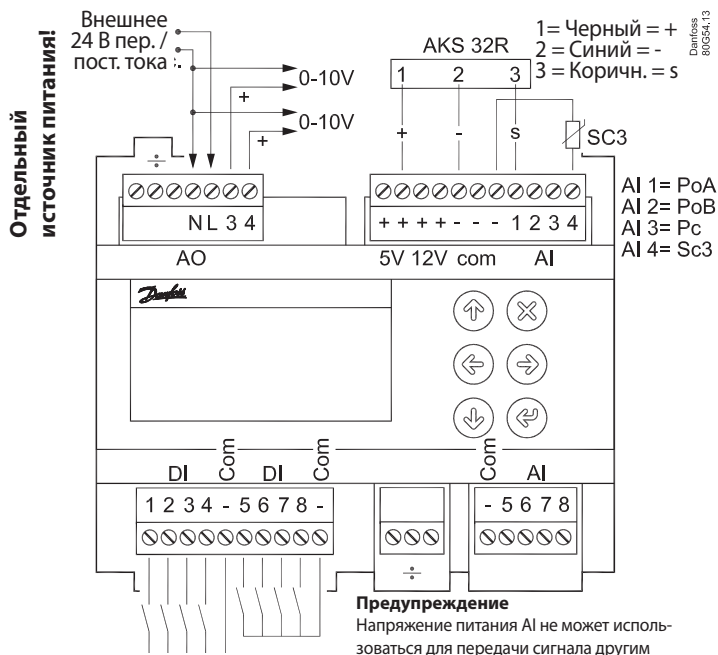 Внешнее
24 В пер. /
пост. тока :.
Отдельный
источник питания!
0-10V
+
0-10V
+
AKS 32R
1 2 3
+ - s
1= Черный = +
2 = Синий = -
3 = Коричн. = s
Danfoss
80G54.13
SC3
÷
N L 3 4
AO
+ + + + - - - 1 2 3 4
5V 12V com AI
AI 1= PoA
AI 2= PoB
AI 3= Pc
AI 4= Sc3
Danfoss
DI Com DI Com
1 2 3 4 - 5 6 7 8 -
÷
Com AI
- 5 6 7 8
Предупреждение
Напряжение питания AI не может исполь-
зоваться для передачи сигнала другим